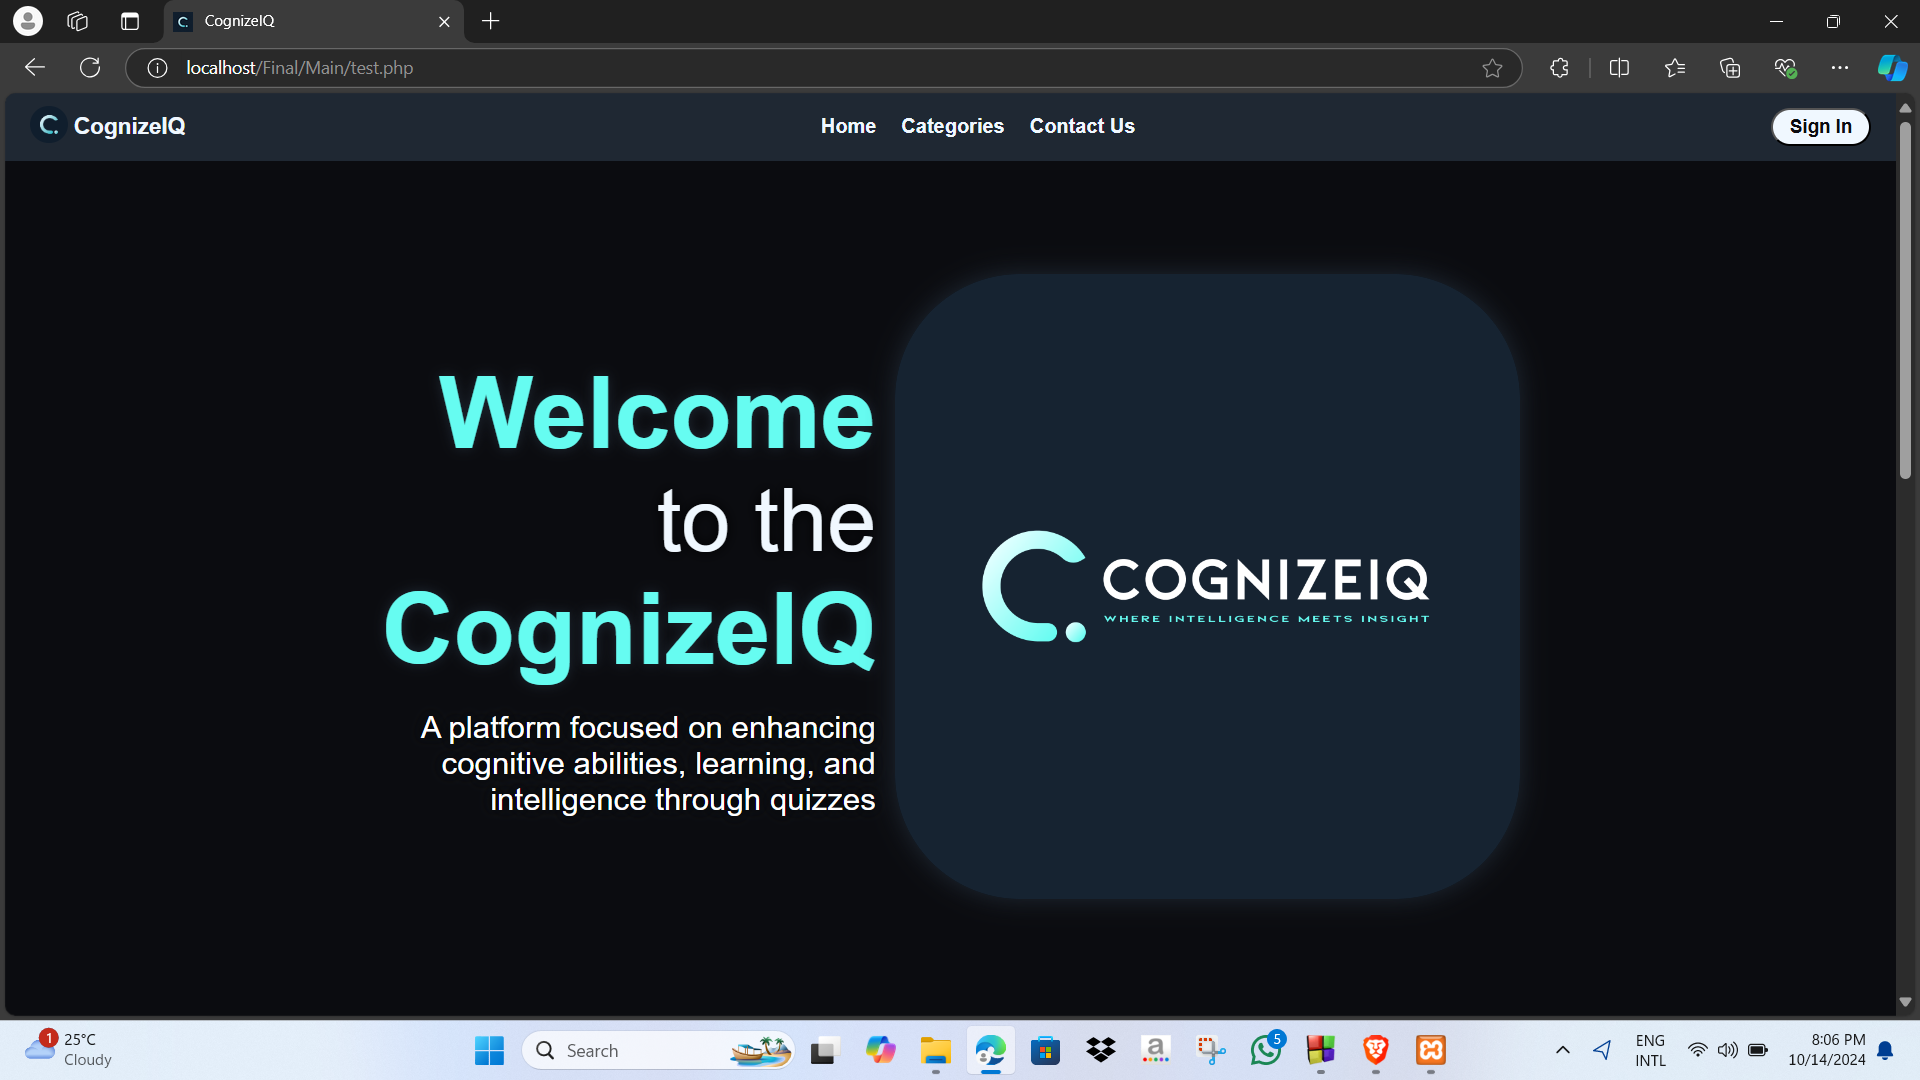 CognizeIQ
localhost/Final/Main/test.php
CognizeIQ
Home Categories Contact Us
Sign In
Welcome
to the
CognizeIQ
A platform focused on enhancing
cognitive abilities, learning, and
intelligence through quizzes
COGNIZEIQ
WHERE INTELLIGENCE MEETS INSIGHT
1
25°C
Cloudy
Search
a
5
ENG
INTL
8:06 PM
10/14/2024